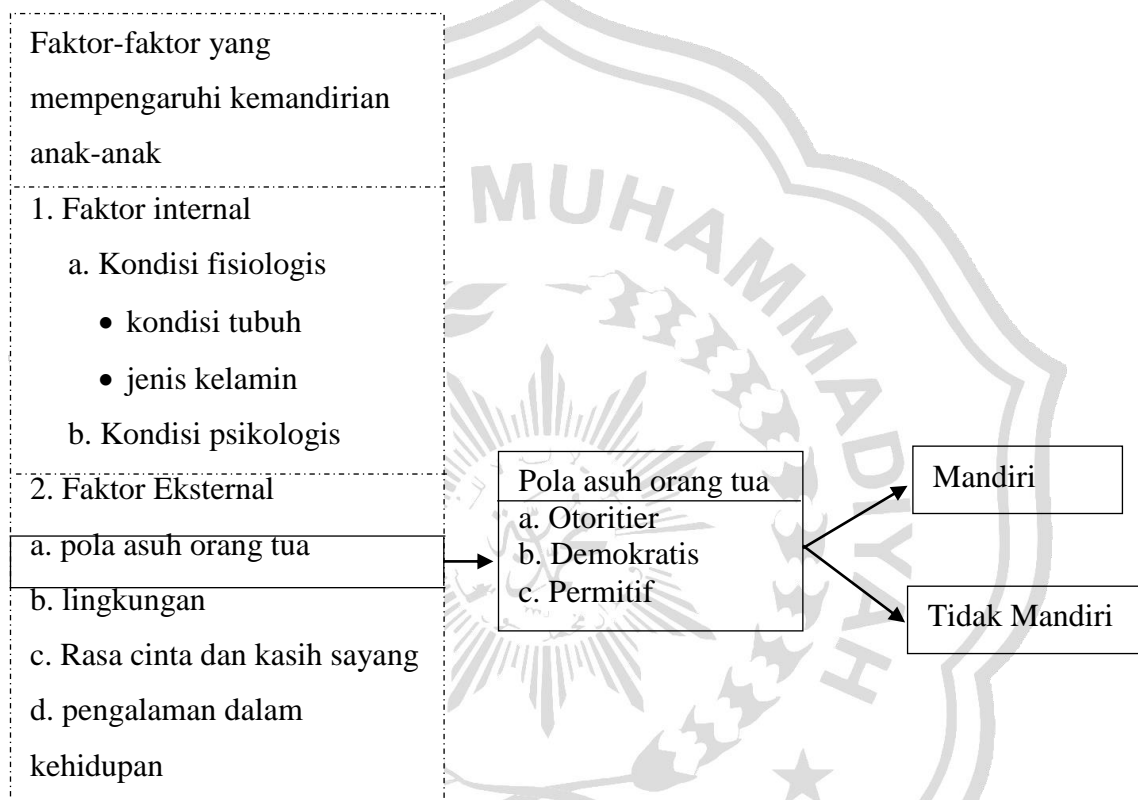 Faktor-faktor yang
mempengaruhi kemandirian
anak-anak
1. Faktor internal
a. Kondisi fisiologis
• kondisi tubuh
• jenis kelamin
b. Kondisi psikologis
2. Faktor Eksternal
a. pola asuh orang tua
b. lingkungan
c. Rasa cinta dan kasih sayang
d. pengalaman dalam
kehidupan
Pola asuh orang tua
a. Otoritier
b. Demokratis
c. Permitif
Mandiri
Tidak Mandiri
MUHAMMADIYAH